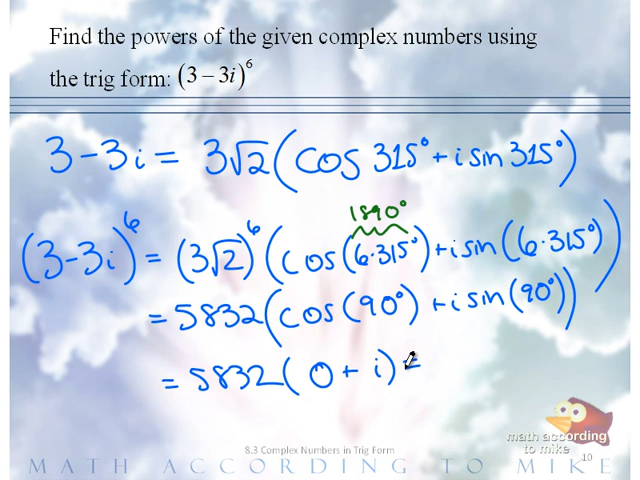 Find the powers of the given complex numbers using
the trig form: (3 − 3i)^6
3 − 3i = 3√2 (cos 315° + i sin 315°)
1890°
(3 − 3i)^6 = (3√2)^6 (cos(6·315°) + i sin(6·315°))
= 5832 (cos(90°) + i sin(90°))
= 5832 (0 + i) =
math according
to mike
8.3 Complex Numbers in Trig Form
10
MATH ACCORDING TO MIKE